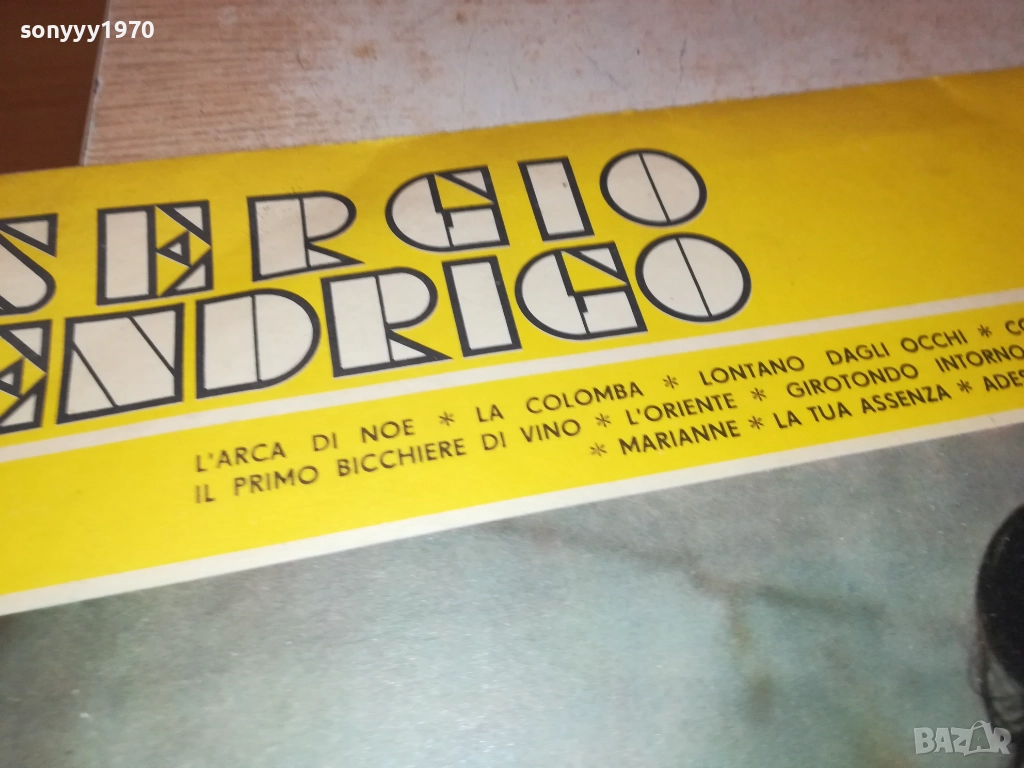 sonyyy1970
SERGIO
ENDRIGO
L'ARCA DI NOE * LA COLOMBA * LONTANO DAGLI OCCHI *
IL PRIMO BICCHIERE DI VINO * L'ORIENTE * GIROTONDO INTORNO
* MARIANNE * LA TUA ASSENZA *
BAZAR